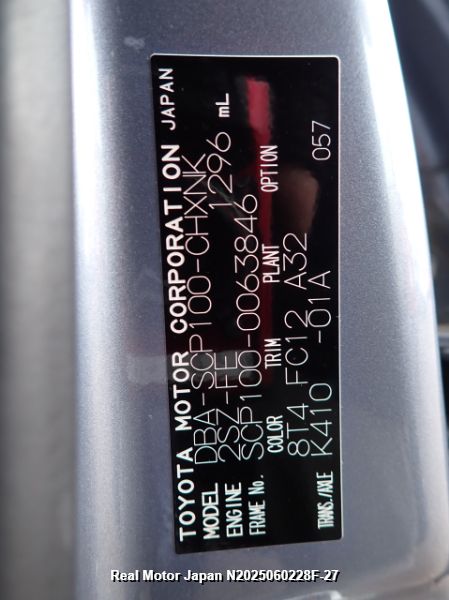 TOYOTA MOTOR CORPORATION JAPAN
MODEL DBA-SCP100-CHXNK
ENGINE 2SZ-FE 1296 mL
FRAME No. SCP100-0063846
COLOR TRIM PLANT OPTION
8T4 FC12 A32 057
TRANS./AXLE K410 -01A
Real Motor Japan N2025060228F-27